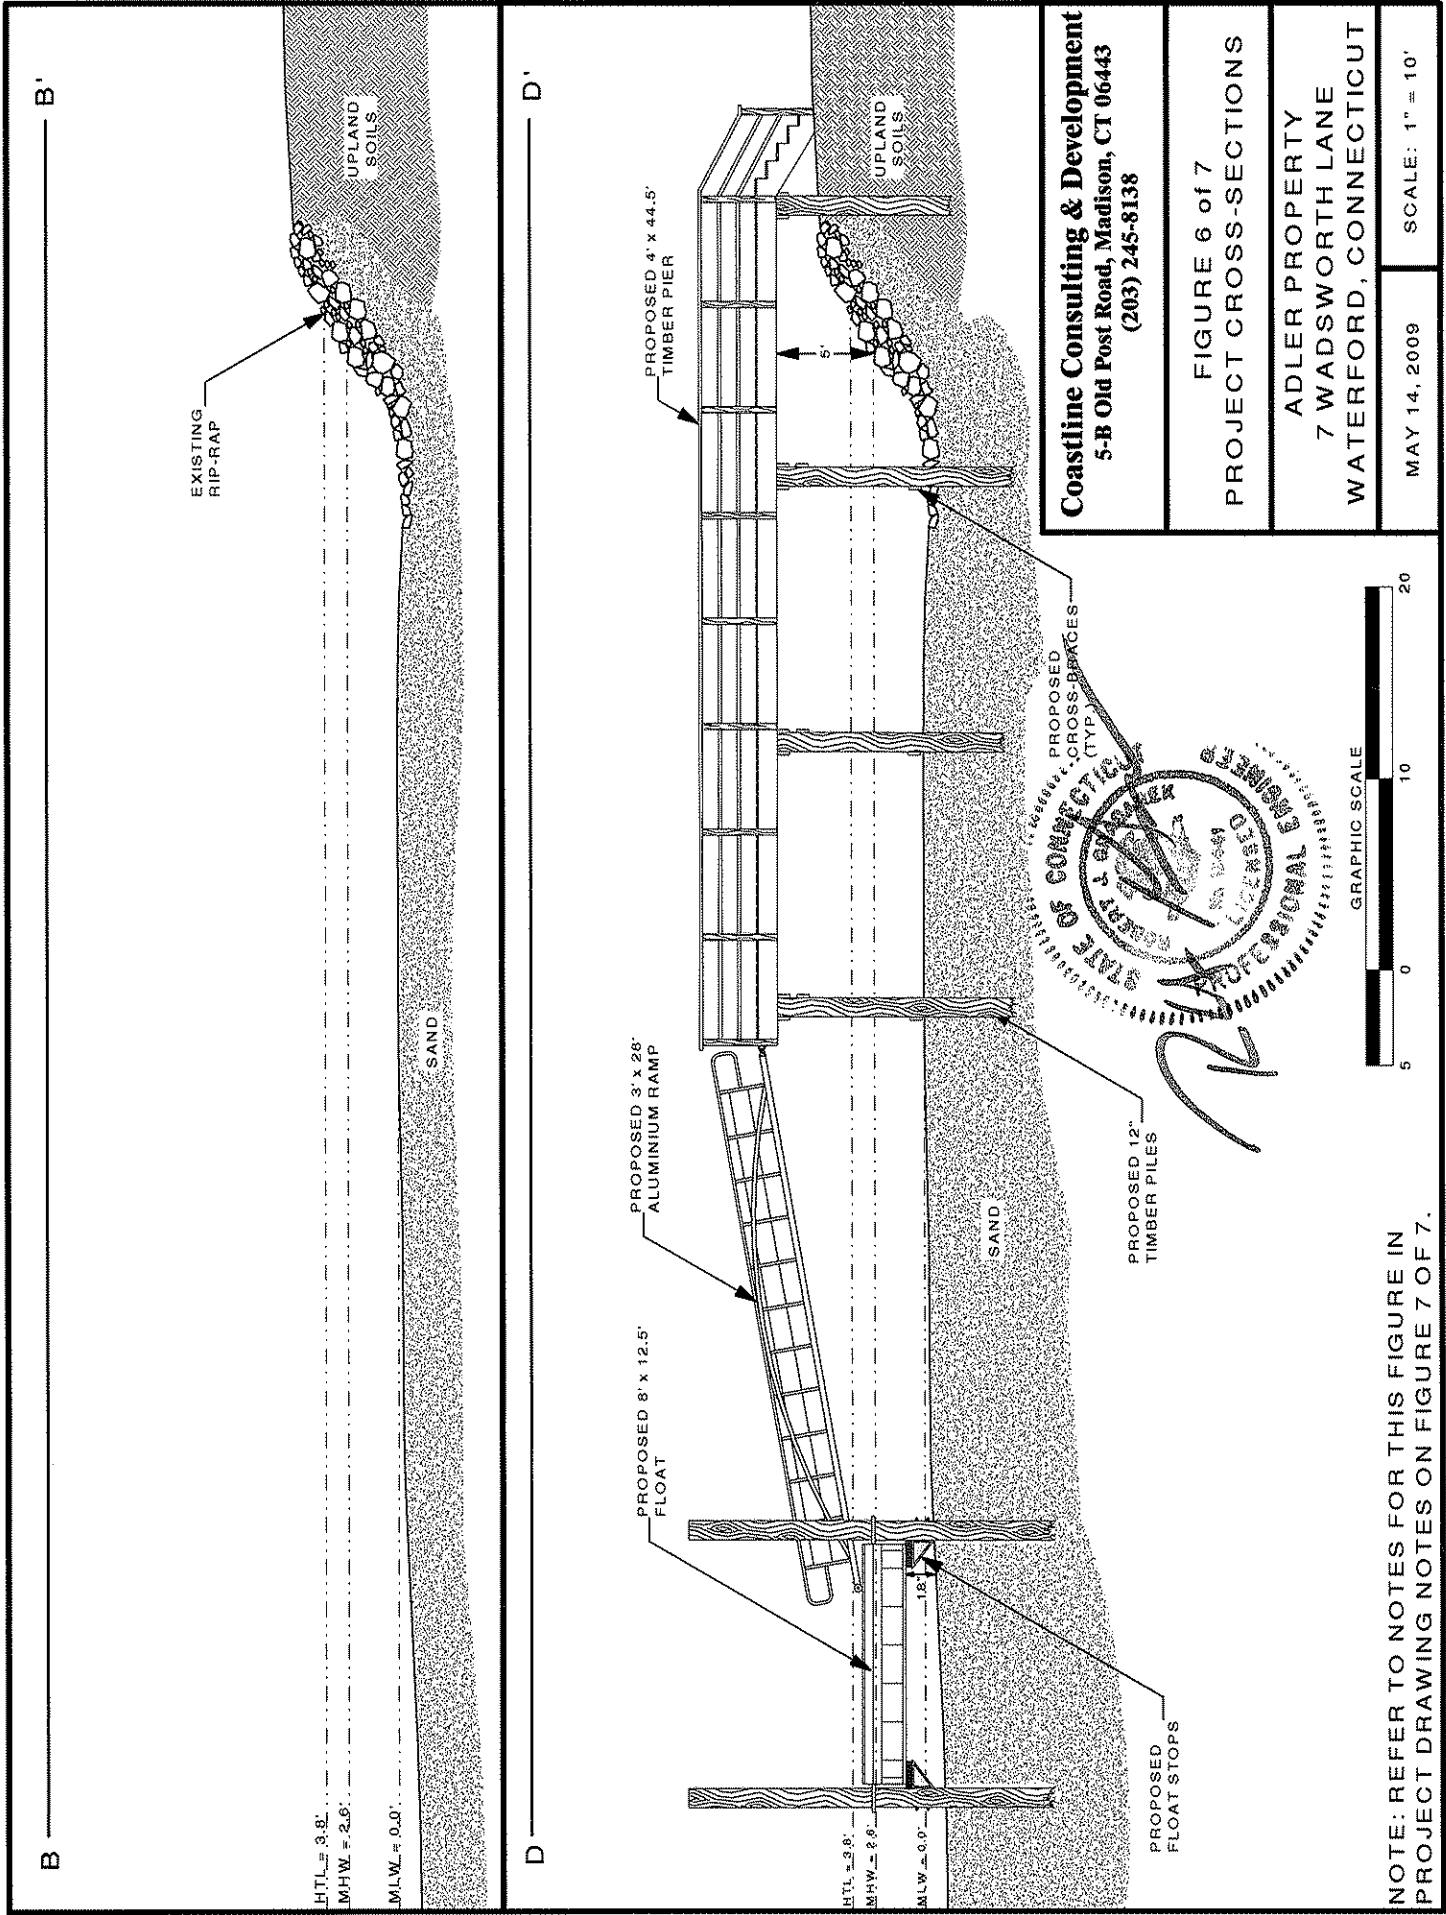 B
B'
EXISTING
RIP-RAP
UPLAND
SOILS
HTL = 3.8'
MHW = 2.6'
MLW = 0.0'
SAND
D
D'
PROPOSED 8' x 12.5'
FLOAT
PROPOSED 3' x 28'
ALUMINIUM RAMP
PROPOSED 4' x 44.5'
TIMBER PIER
UPLAND
SOILS
5'
HTL = 3.8'
MHW = 2.6'
MLW = 0.0'
18"
SAND
PROPOSED
FLOAT STOPS
PROPOSED 12"
TIMBER PILES
PROPOSED
CROSS-BRACES
(TYP.)
STATE OF CONNECTICUT
ROBERT J.
LICENSED
PROFESSIONAL ENGINEER
GRAPHIC SCALE
5
0
10
20
NOTE: REFER TO NOTES FOR THIS FIGURE IN
PROJECT DRAWING NOTES ON FIGURE 7 OF 7.
Coastline Consulting & Development
5-B Old Post Road, Madison, CT 06443
(203) 245-8138
FIGURE 6 of 7
PROJECT CROSS-SECTIONS
ADLER PROPERTY
7 WADSWORTH LANE
WATERFORD, CONNECTICUT
MAY 14, 2009
SCALE: 1" = 10'